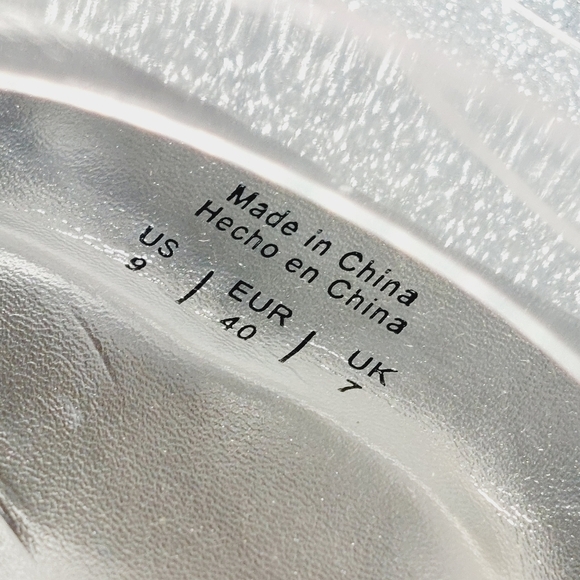 Made in China
Hecho en China
US / EUR / UK
9 40 7